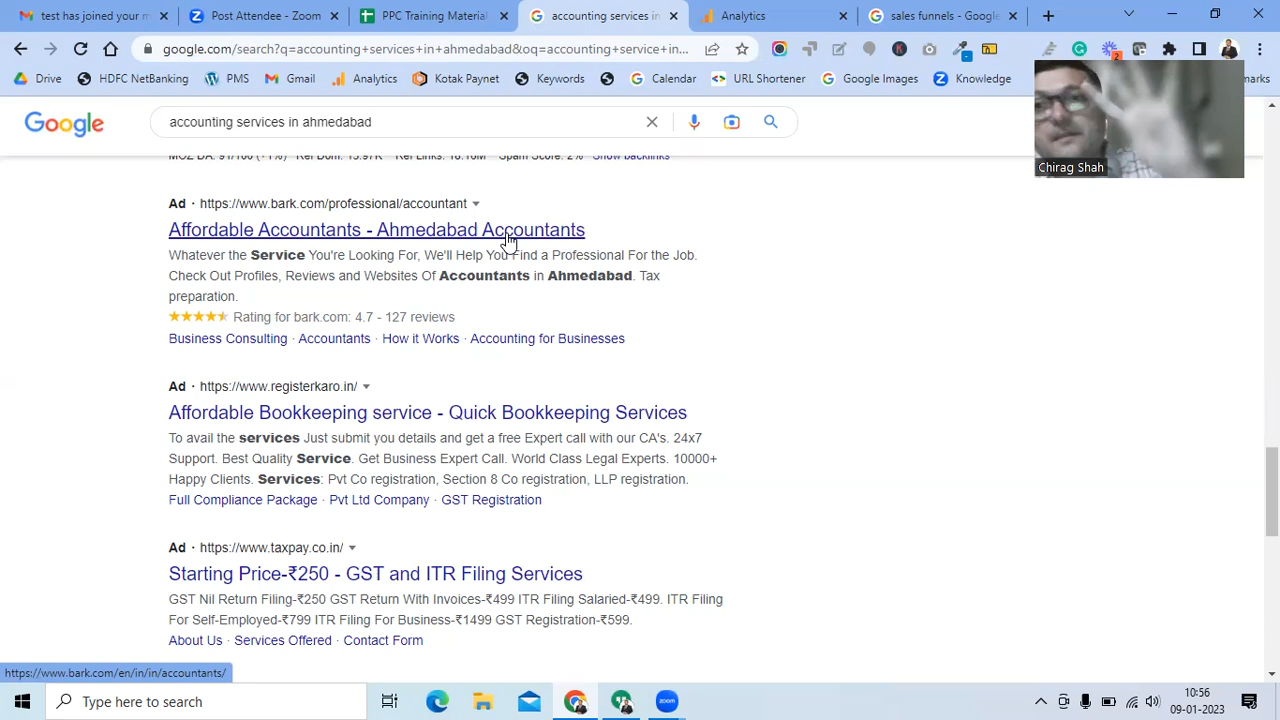 test has joined your m
Post Attendee - Zoom
PPC Training Material
accounting services in
Analytics
sales funnels - Google
google.com/search?q=accounting+services+in+ahmedabad&oq=accounting+service+in...
Drive
HDFC NetBanking
PMS
Gmail
Analytics
Kotak Paynet
Keywords
Calendar
URL Shortener
Google Images
Knowledge
marks
Google
accounting services in ahmedabad
Chirag Shah
Show backlinks
Ad · https://www.bark.com/professional/accountant
Affordable Accountants - Ahmedabad Accountants
Whatever the Service You're Looking For, We'll Help You Find a Professional For the Job.
Check Out Profiles, Reviews and Websites Of Accountants in Ahmedabad. Tax
preparation.
Rating for bark.com: 4.7 - 127 reviews
Business Consulting · Accountants · How it Works · Accounting for Businesses
Ad · https://www.registerkaro.in/
Affordable Bookkeeping service - Quick Bookkeeping Services
To avail the services Just submit you details and get a free Expert call with our CA's. 24x7
Support. Best Quality Service. Get Business Expert Call. World Class Legal Experts. 10000+
Happy Clients. Services: Pvt Co registration, Section 8 Co registration, LLP registration.
Full Compliance Package · Pvt Ltd Company · GST Registration
Ad · https://www.taxpay.co.in/
Starting Price-₹250 - GST and ITR Filing Services
GST Nil Return Filing-₹250 GST Return With Invoices-₹499 ITR Filing Salaried-₹499. ITR Filing
For Self-Employed-₹799 ITR Filing For Business-₹1499 GST Registration-₹599.
About Us · Services Offered · Contact Form
https://www.bark.com/en/in/in/accountants/
Type here to search
10:56
09-01-2023